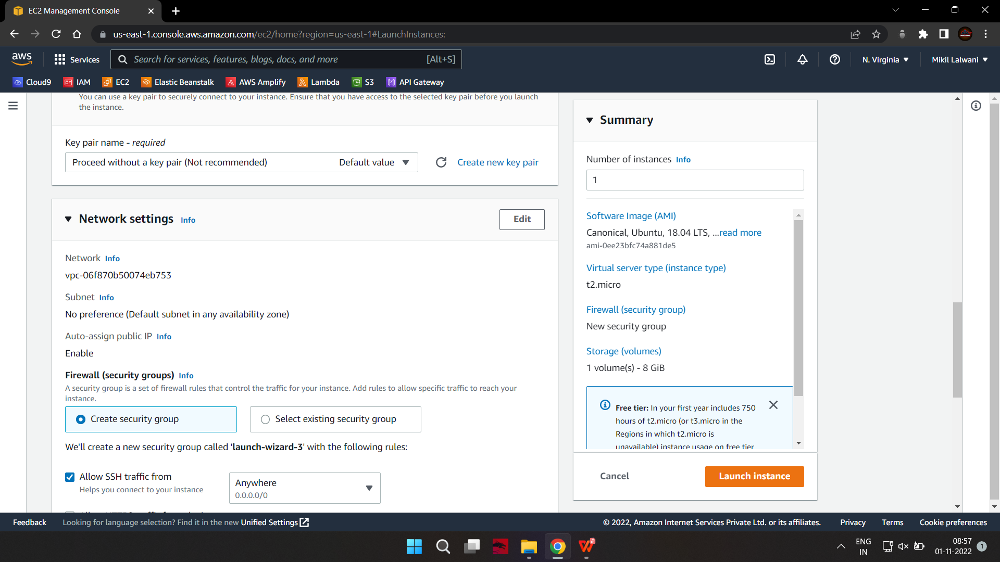 EC2 Management Console
us-east-1.console.aws.amazon.com/ec2/home?region=us-east-1#LaunchInstances:
aws
Services
Search for services, features, blogs, docs, and more
[Alt+S]
N. Virginia
Mikil Lalwani
Cloud9
IAM
EC2
Elastic Beanstalk
AWS Amplify
Lambda
S3
API Gateway
You can use a key pair to securely connect to your instance. Ensure that you have access to the selected key pair before you launch
the instance.
Key pair name - required
Proceed without a key pair (Not recommended)
Default value
Create new key pair
Network settings Info
Edit
Network Info
vpc-06f870b50074eb753
Subnet Info
No preference (Default subnet in any availability zone)
Auto-assign public IP Info
Enable
Firewall (security groups) Info
A security group is a set of firewall rules that control the traffic for your instance. Add rules to allow specific traffic to reach your
instance.
Create security group
Select existing security group
We'll create a new security group called 'launch-wizard-3' with the following rules:
Allow SSH traffic from
Helps you connect to your instance
Anywhere
0.0.0.0/0
Summary
Number of instances Info
1
Software Image (AMI)
Canonical, Ubuntu, 18.04 LTS, ...read more
ami-0ee23bfc74a881de5
Virtual server type (instance type)
t2.micro
Firewall (security group)
New security group
Storage (volumes)
1 volume(s) - 8 GiB
Free tier: In your first year includes 750
hours of t2.micro (or t3.micro in the
Regions in which t2.micro is
unavailable) instance usage on free tier
Cancel
Launch instance
Feedback
Looking for language selection? Find it in the new Unified Settings
© 2022, Amazon Internet Services Private Ltd. or its affiliates.
Privacy
Terms
Cookie preferences
ENG
IN
08:57
01-11-2022
1